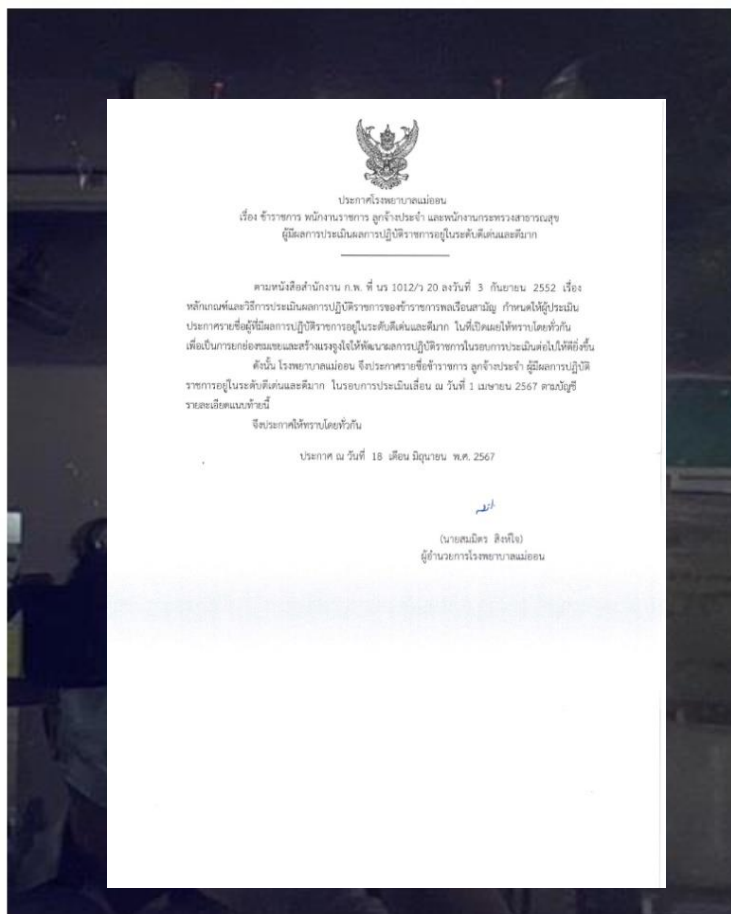 ประกาศโรงพยาบาลแม่ออน
เรื่อง ข้าราชการ พนักงานราชการ ลูกจ้างประจำ และพนักงานกระทรวงสาธารณสุข
ผู้มีผลการประเมินผลการปฏิบัติราชการอยู่ในระดับดีเด่นและดีมาก
ตามหนังสือสำนักงาน ก.พ. ที่ นร 1012/ว 20 ลงวันที่ 3 กันยายน 2552 เรื่อง
หลักเกณฑ์และวิธีการประเมินผลการปฏิบัติราชการของข้าราชการพลเรือนสามัญ กำหนดให้ผู้ประเมิน
ประกาศรายชื่อผู้ที่มีผลการปฏิบัติราชการอยู่ในระดับดีเด่นและดีมาก ในที่เปิดเผยให้ทราบโดยทั่วกัน
เพื่อเป็นการยกย่องชมเชยและสร้างแรงจูงใจให้พัฒนาผลการปฏิบัติราชการในรอบการประเมินต่อไปให้ดียิ่งขึ้น
ดังนั้น โรงพยาบาลแม่ออน จึงประกาศรายชื่อข้าราชการ ลูกจ้างประจำ ผู้มีผลการปฏิบัติ
ราชการอยู่ในระดับดีเด่นและดีมาก ในรอบการประเมินเลื่อน ณ วันที่ 1 เมษายน 2567 ตามบัญชี
รายละเอียดแนบท้ายนี้
จึงประกาศให้ทราบโดยทั่วกัน
ประกาศ ณ วันที่ 18 เดือน มิถุนายน พ.ศ. 2567
(นายสมมิตร สิงห์ใจ)
ผู้อำนวยการโรงพยาบาลแม่ออน